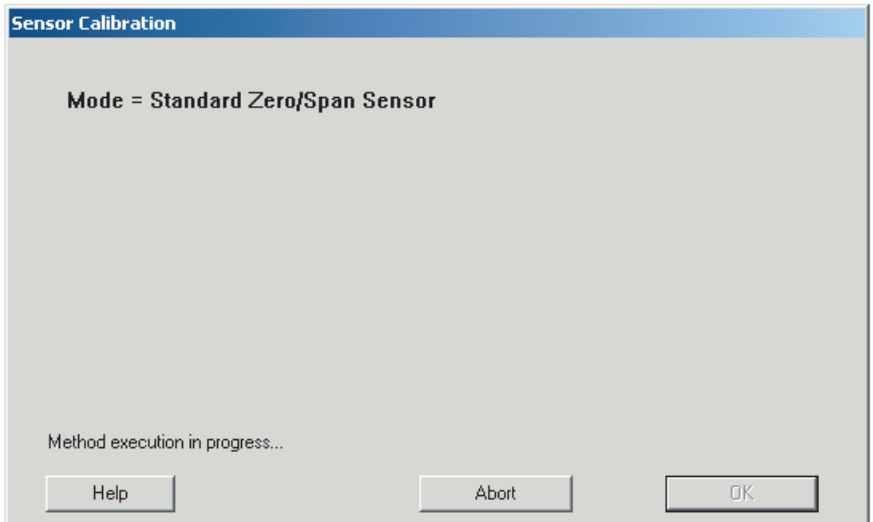 Sensor Calibration
Mode = Standard Zero/Span Sensor
Method execution in progress...
Help Abort OK